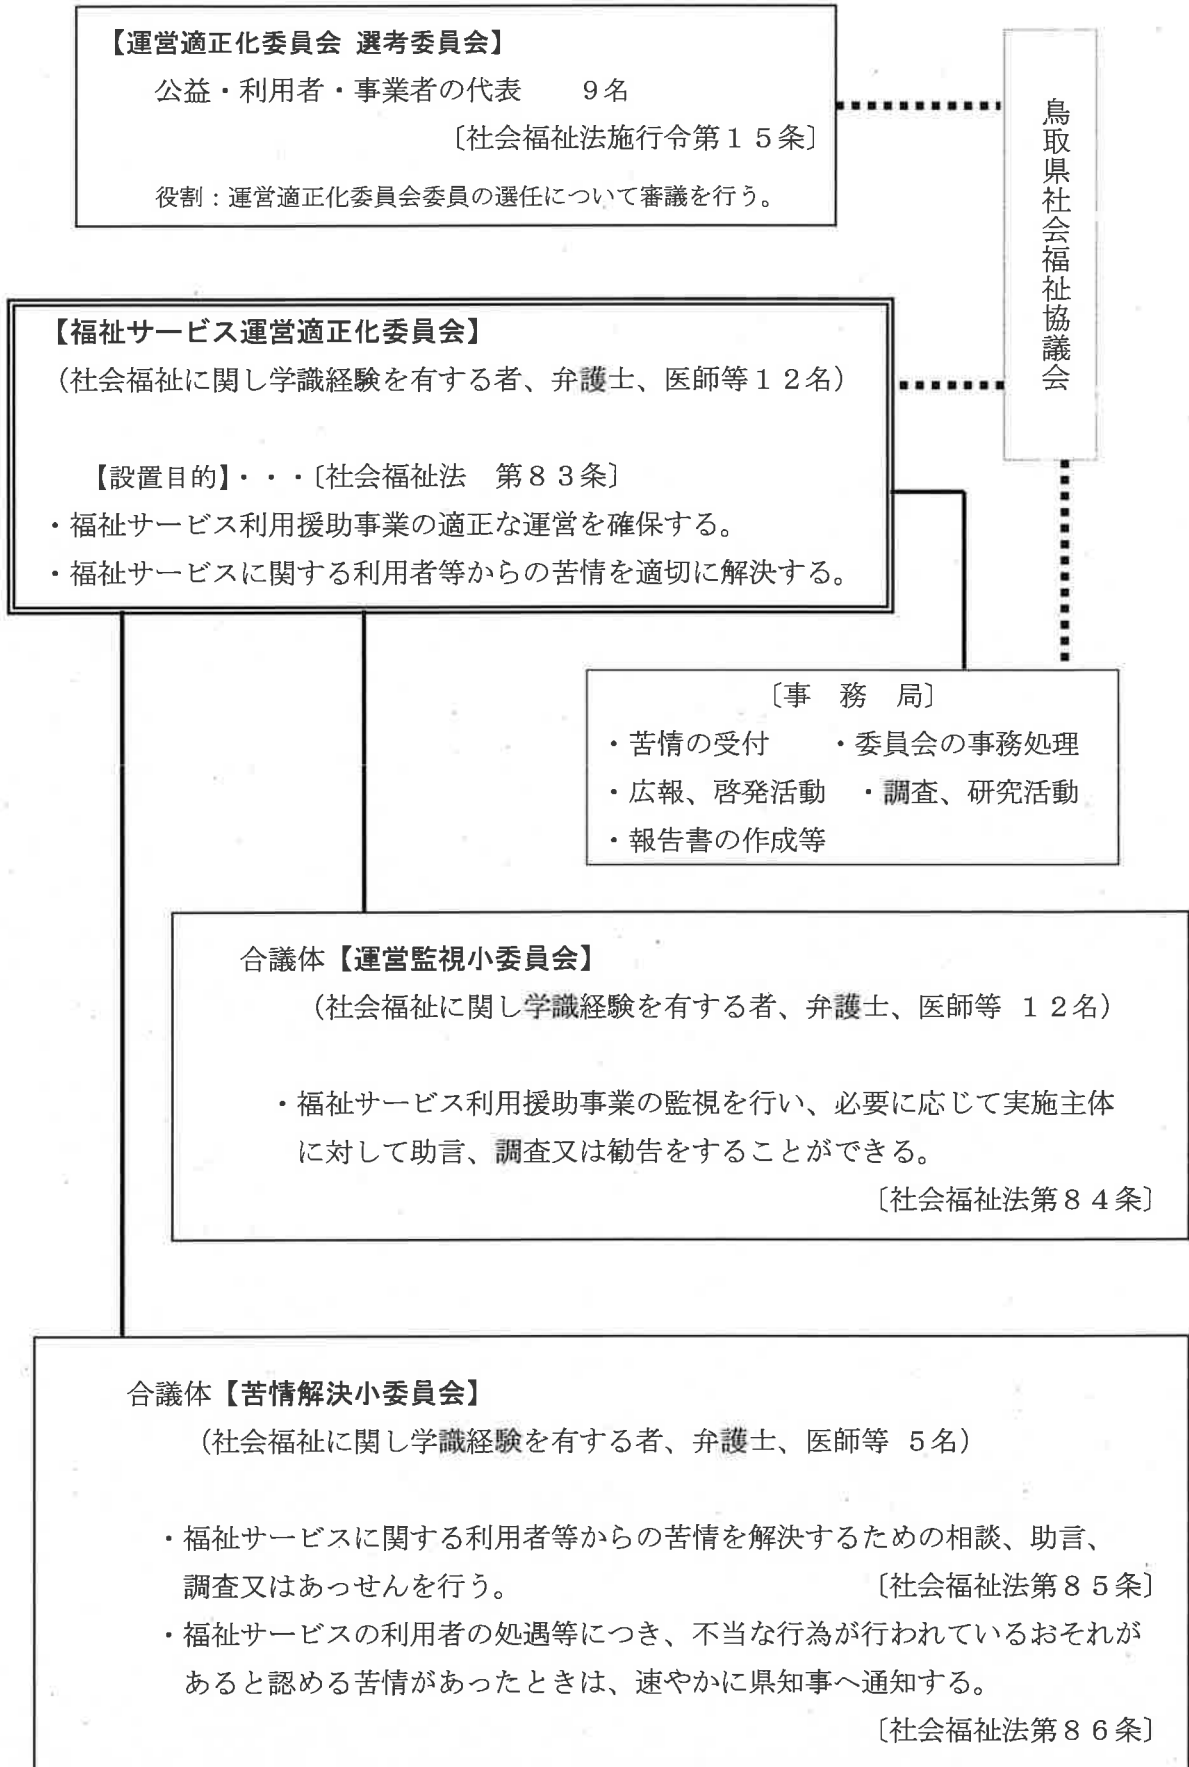 【運営適正化委員会 選考委員会】
公益・利用者・事業者の代表　　9名
〔社会福祉法施行令第１５条〕
役割：運営適正化委員会委員の選任について審議を行う。
鳥取県社会福祉協議会
【福祉サービス運営適正化委員会】
（社会福祉に関し学識経験を有する者、弁護士、医師等１２名）
【設置目的】・・・〔社会福祉法　第８３条〕
・福祉サービス利用援助事業の適正な運営を確保する。
・福祉サービスに関する利用者等からの苦情を適切に解決する。
〔事　務　局〕
・苦情の受付　　・委員会の事務処理
・広報、啓発活動　・調査、研究活動
・報告書の作成等
合議体【運営監視小委員会】
（社会福祉に関し学識経験を有する者、弁護士、医師等 １２名）
・福祉サービス利用援助事業の監視を行い、必要に応じて実施主体
に対して助言、調査又は勧告をすることができる。
〔社会福祉法第８４条〕
合議体【苦情解決小委員会】
（社会福祉に関し学識経験を有する者、弁護士、医師等 5名）
・福祉サービスに関する利用者等からの苦情を解決するための相談、助言、
調査又はあっせんを行う。　　　　〔社会福祉法第８５条〕
・福祉サービスの利用者の処遇等につき、不当な行為が行われているおそれが
あると認める苦情があったときは、速やかに県知事へ通知する。
〔社会福祉法第８６条〕